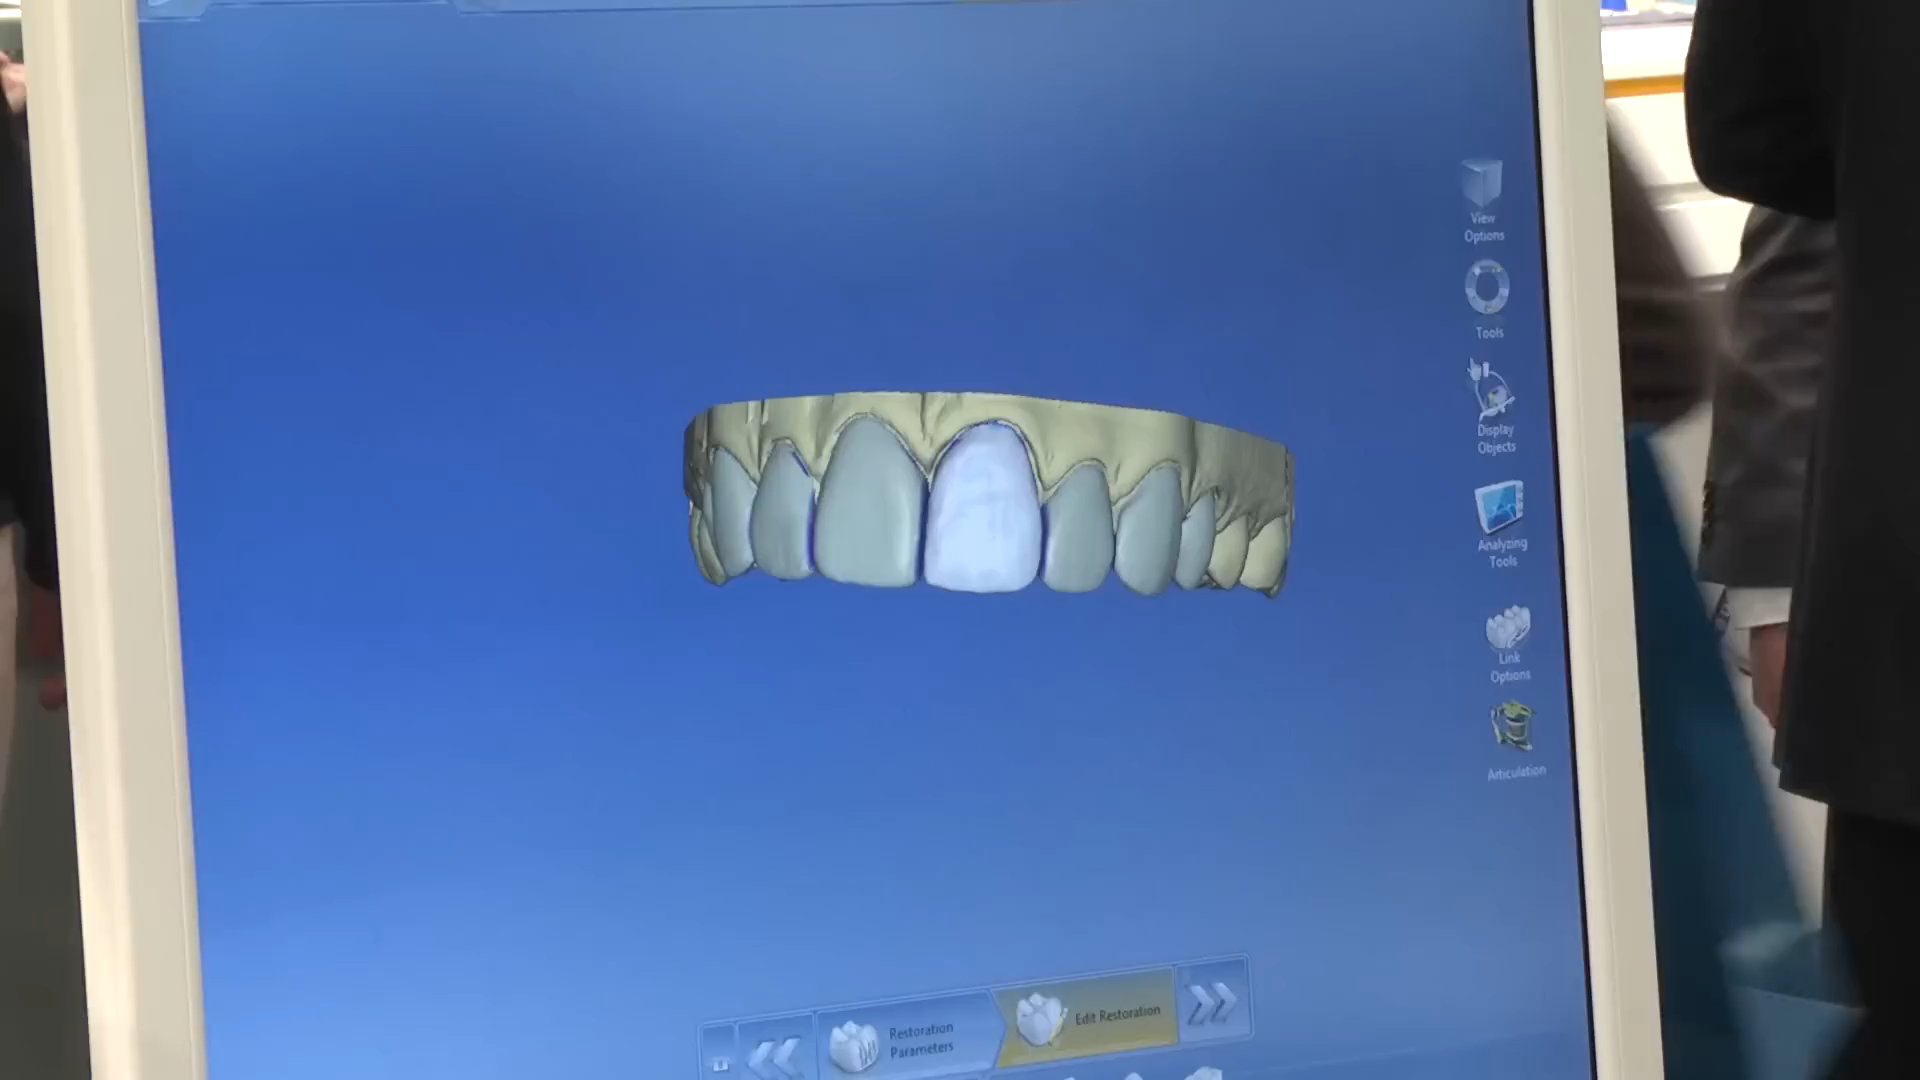 View
Options
Tools
Display
Objects
Analyzing
Tools
Link
Options
Articulation
Restoration
Parameters
Edit Restoration